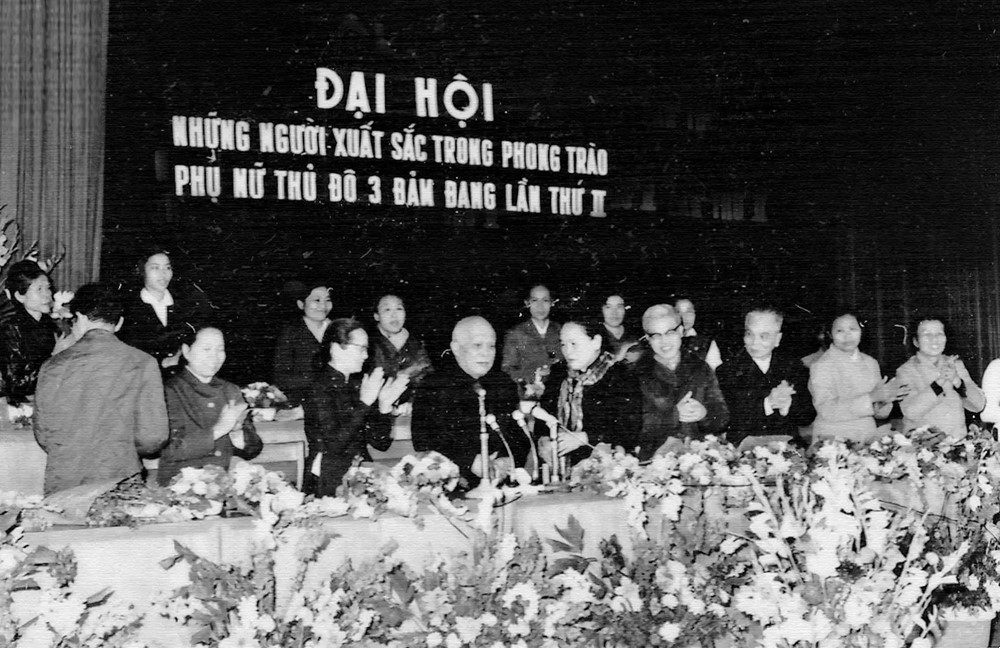 ĐẠI HỘI
NHỮNG NGƯỜI XUẤT SẮC TRONG PHONG TRÀO
PHỤ NỮ THỦ ĐÔ 3 ĐẢM ĐANG LẦN THỨ II